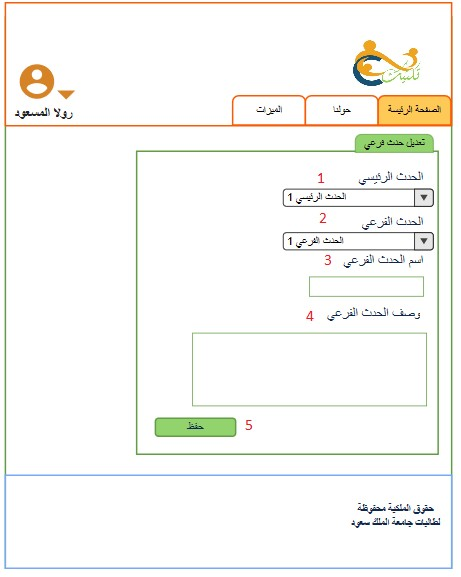 رولا المسعود
الصفحة الرئيسة
حولنا
الميزات
تعديل حدث فرعي
الحدث الرئيسي 1
الحدث الرئيسي 1
الحدث الفرعي 2
الحدث الفرعي 1
اسم الحدث الفرعي 3
وصف الحدث الفرعي 4
حفظ 5
حقوق الملكية محفوظة
لطالبات جامعة الملك سعود